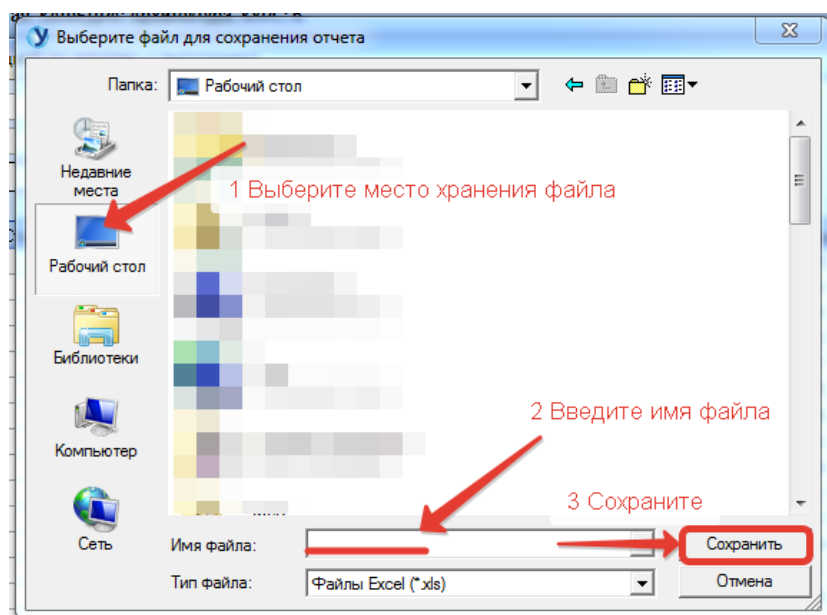 Выберите файл для сохранения отчета
Папка: Рабочий стол
Недавние
места
1 Выберите место хранения файла
Рабочий стол
Библиотеки
2 Введите имя файла
Компьютер
3 Сохраните
Сеть
Имя файла:
Сохранить
Тип файла: Файлы Excel (*.xls)
Отмена